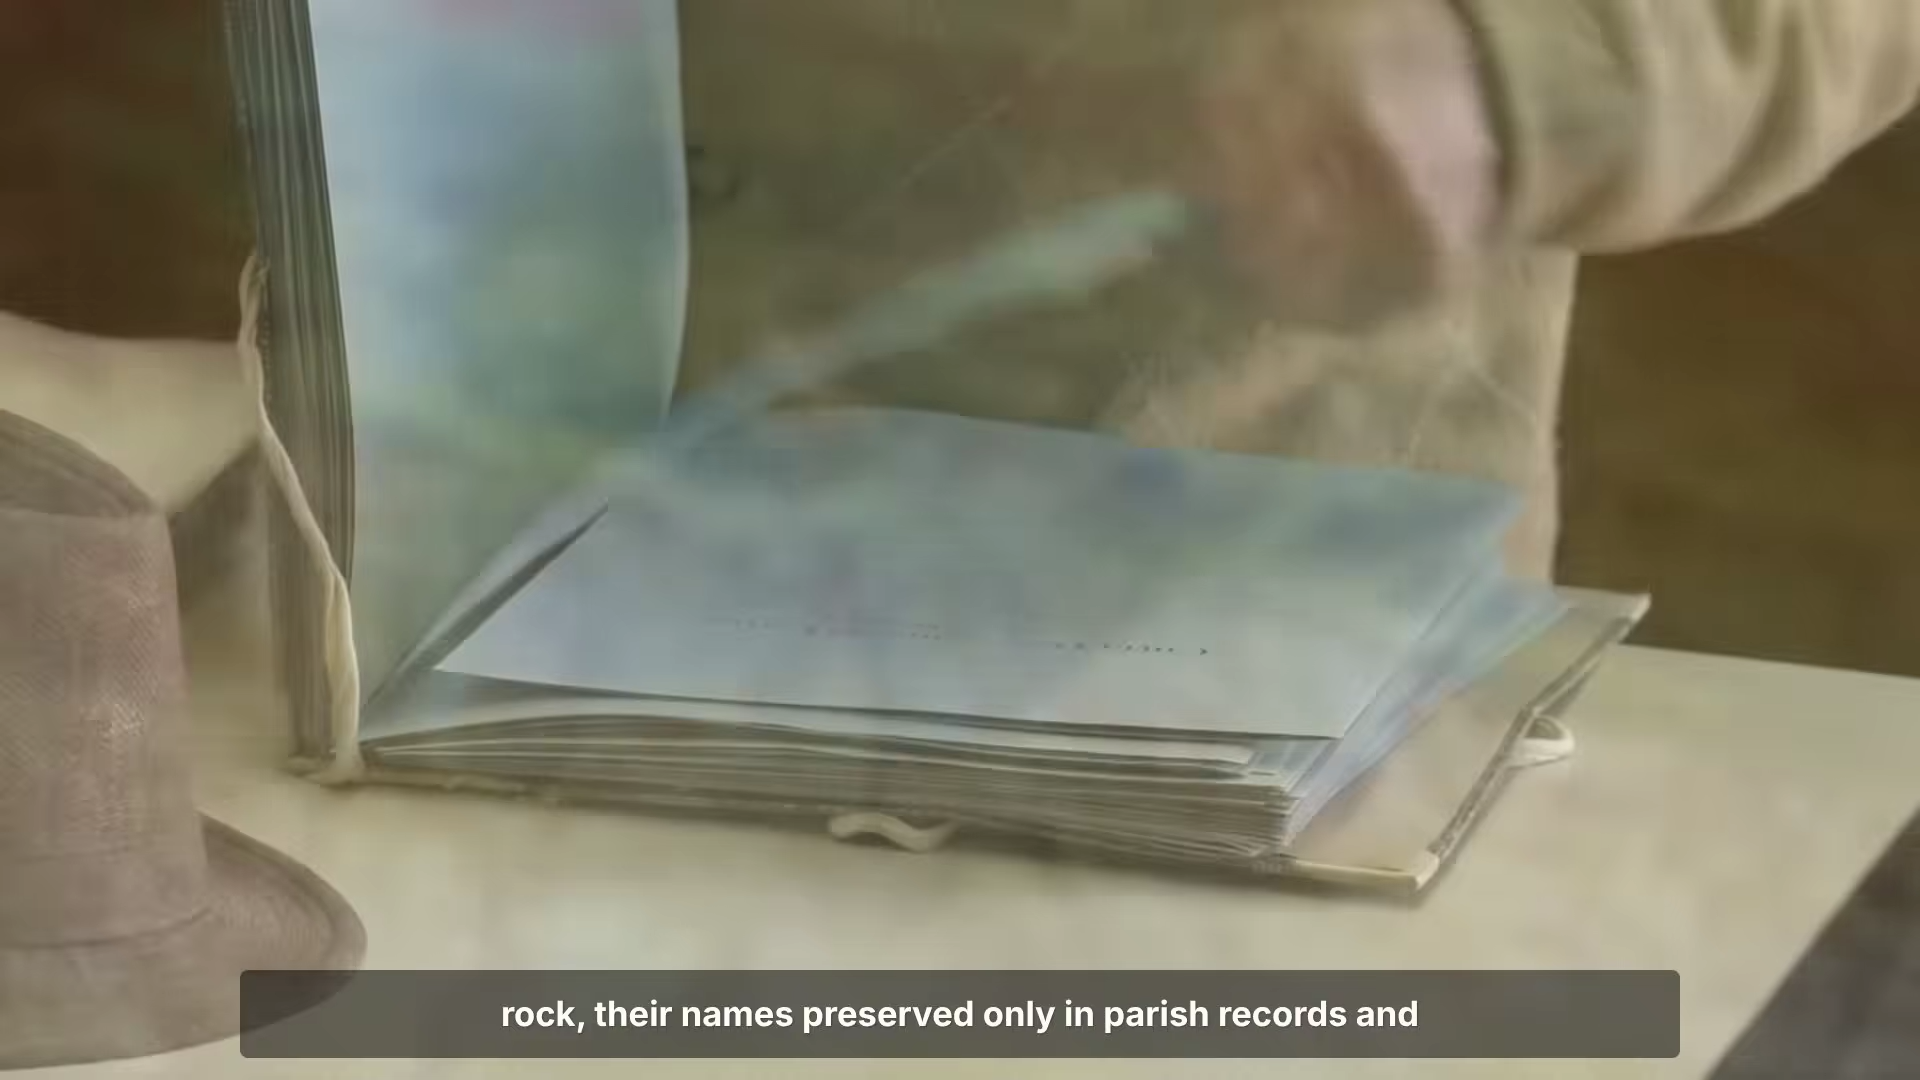 rock, their names preserved only in parish records and